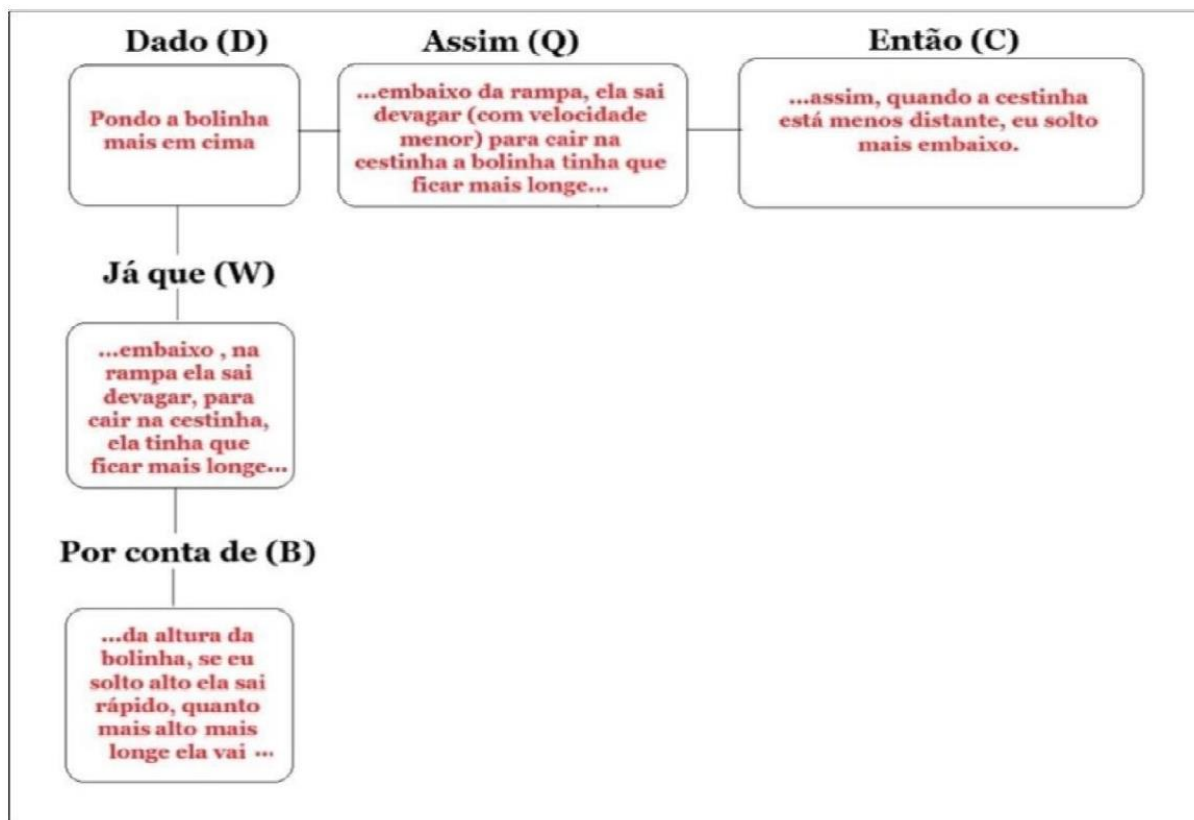 Dado (D)
Assim (Q)
Então (C)
Pondo a bolinha
mais em cima
...embaixo da rampa, ela sai
devagar (com velocidade
menor) para cair na
cestinha a bolinha tinha que
ficar mais longe...
...assim, quando a cestinha
está menos distante, eu solto
mais embaixo.
Já que (W)
...embaixo , na
rampa ela sai
devagar, para
cair na cestinha,
ela tinha que
ficar mais longe...
Por conta de (B)
...da altura da
bolinha, se eu
solto alto ela sai
rápido, quanto
mais alto mais
longe ela vai ...